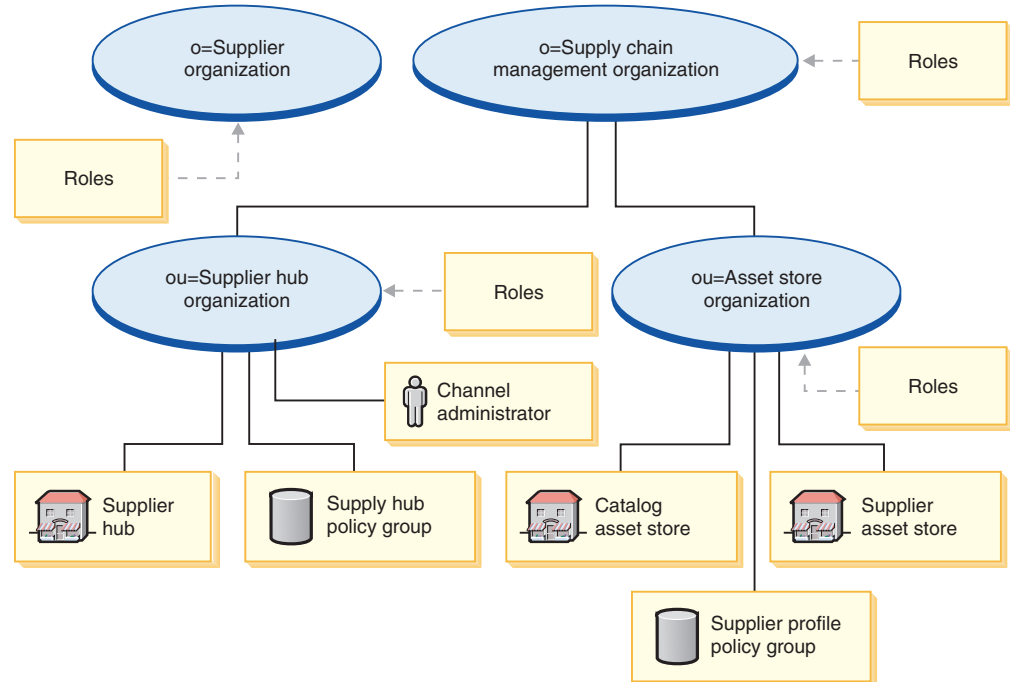 o=Supplier
organization
o=Supply chain
management organization
Roles
Roles
ou=Supplier hub
organization
Roles
ou=Asset store
organization
Roles
Channel
administrator
Supplier
hub
Supply hub
policy group
Catalog
asset store
Supplier
asset store
Supplier profile
policy group